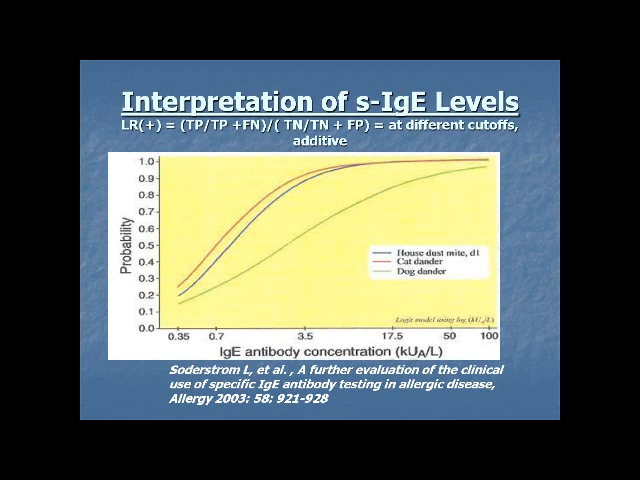 Interpretation of s-IgE Levels
LR(+) = (TP/TP +FN)/( TN/TN + FP) = at different cutoffs,
additive
1.0
0.9
0.8
0.7
0.6
0.5
0.4
0.3
0.2
0.1
0.0
Probability
House dust mite, d1
Cat dander
Dog dander
Logit model using log (kUA/L)
0.35 0.7 3.5 17.5 50 100
IgE antibody concentration (kUA/L)
Soderstrom L, et al. , A further evaluation of the clinical
use of specific IgE antibody testing in allergic disease,
Allergy 2003: 58: 921-928